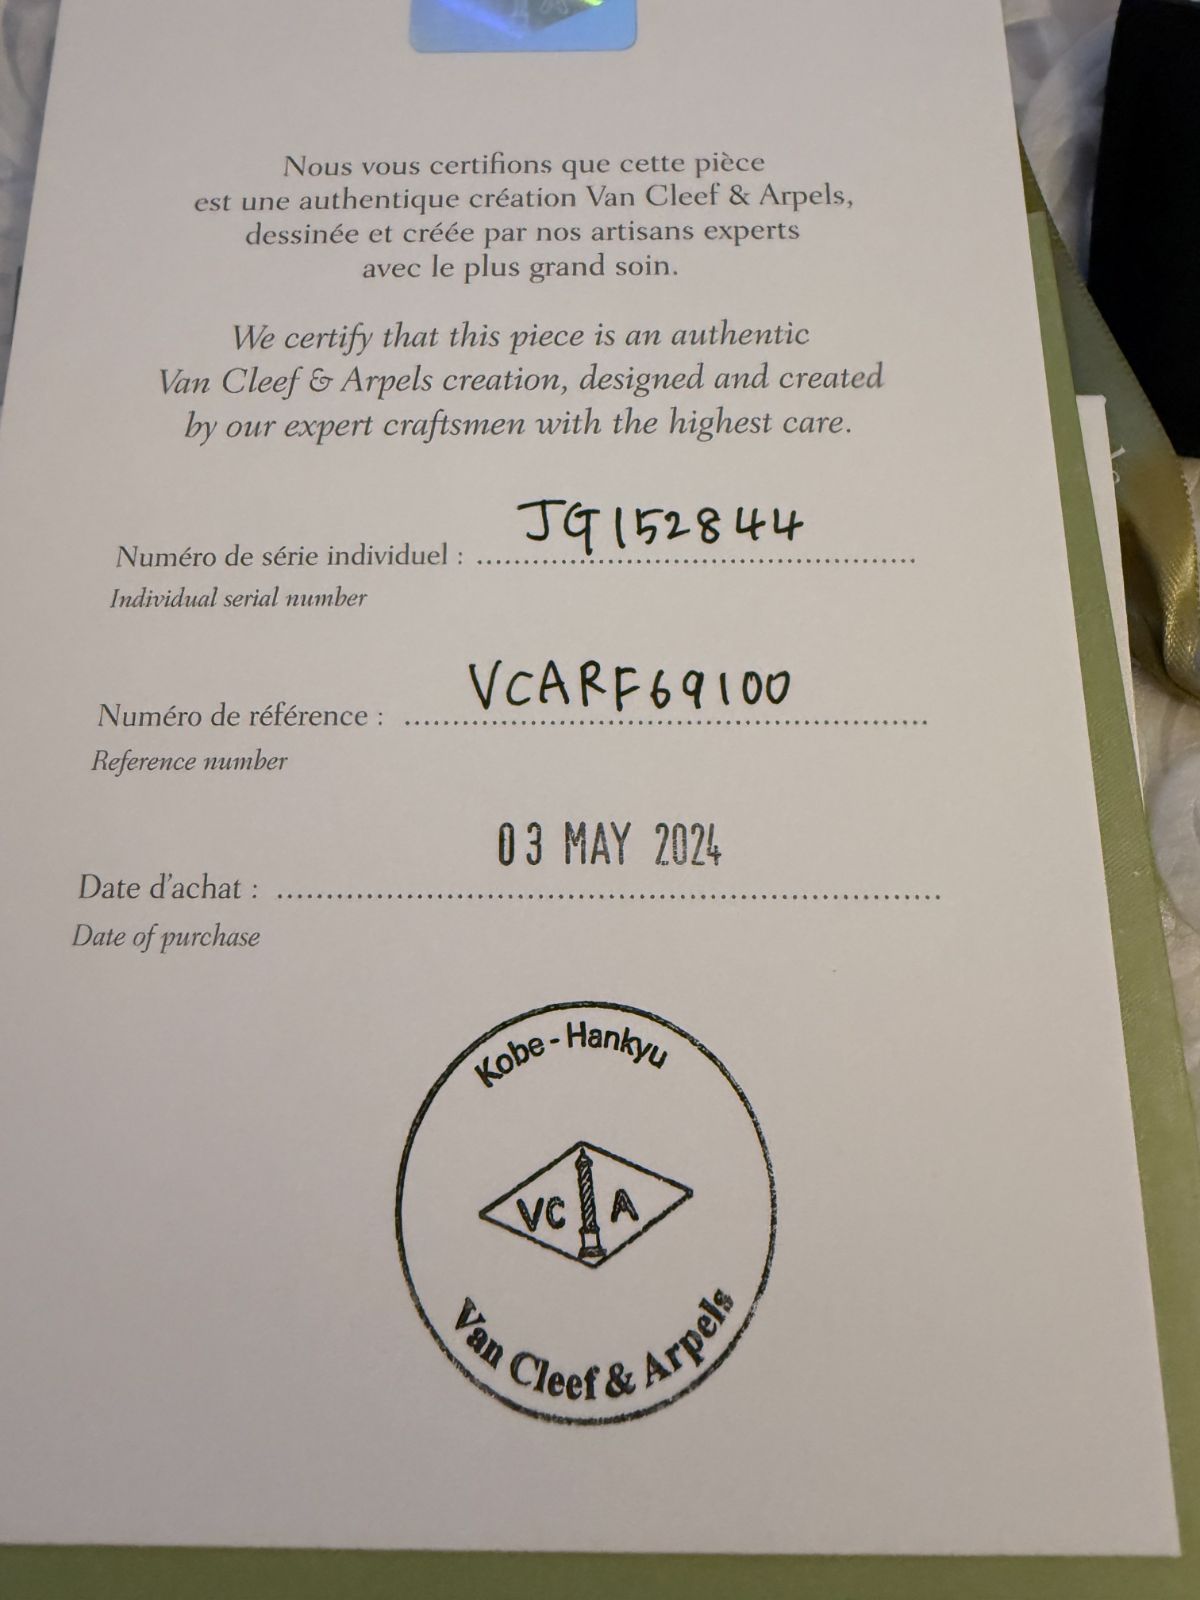 Nous vous certifions que cette pièce
est une authentique création Van Cleef & Arpels,
dessinée et créée par nos artisans experts
avec le plus grand soin.
We certify that this piece is an authentic
Van Cleef & Arpels creation, designed and created
by our expert craftsmen with the highest care.
JG152844
Numéro de série individuel :
Individual serial number
VCARF69100
Numéro de référence :
Reference number
03 MAY 2024
Date d'achat :
Date of purchase
Kobe - Hankyu
VC A
Van Cleef & Arpels